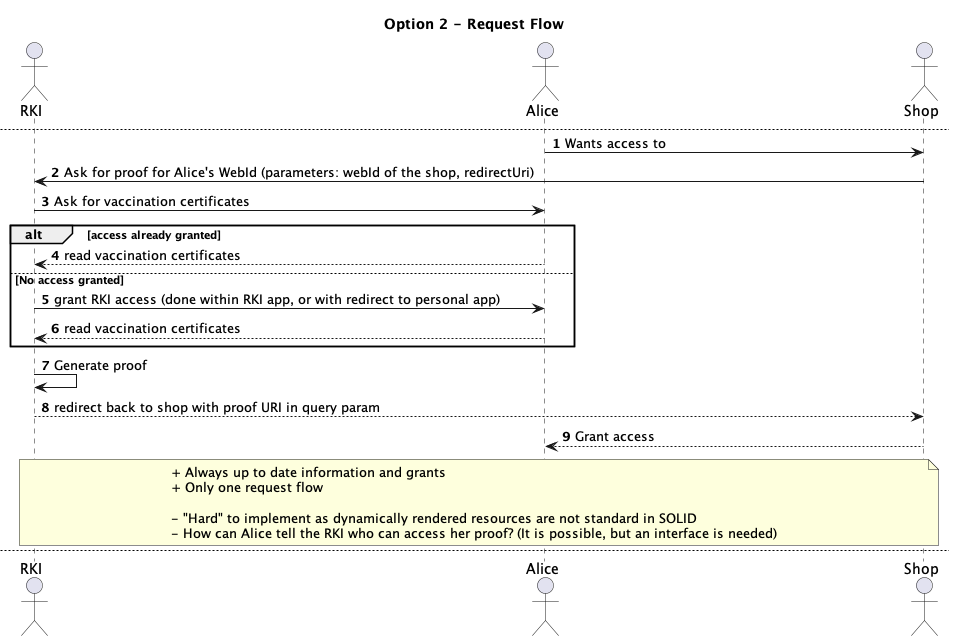 Option 2 - Request Flow
RKI
Alice
Shop
1 Wants access to
2 Ask for proof for Alice's WebId (parameters: webId of the shop, redirectUri)
3 Ask for vaccination certificates
alt [access already granted]
4 read vaccination certificates
[No access granted]
5 grant RKI access (done within RKI app, or with redirect to personal app)
6 read vaccination certificates
7 Generate proof
8 redirect back to shop with proof URI in query param
9 Grant access
+ Always up to date information and grants
+ Only one request flow
- "Hard" to implement as dynamically rendered resources are not standard in SOLID
- How can Alice tell the RKI who can access her proof? (It is possible, but an interface is needed)
RKI
Alice
Shop